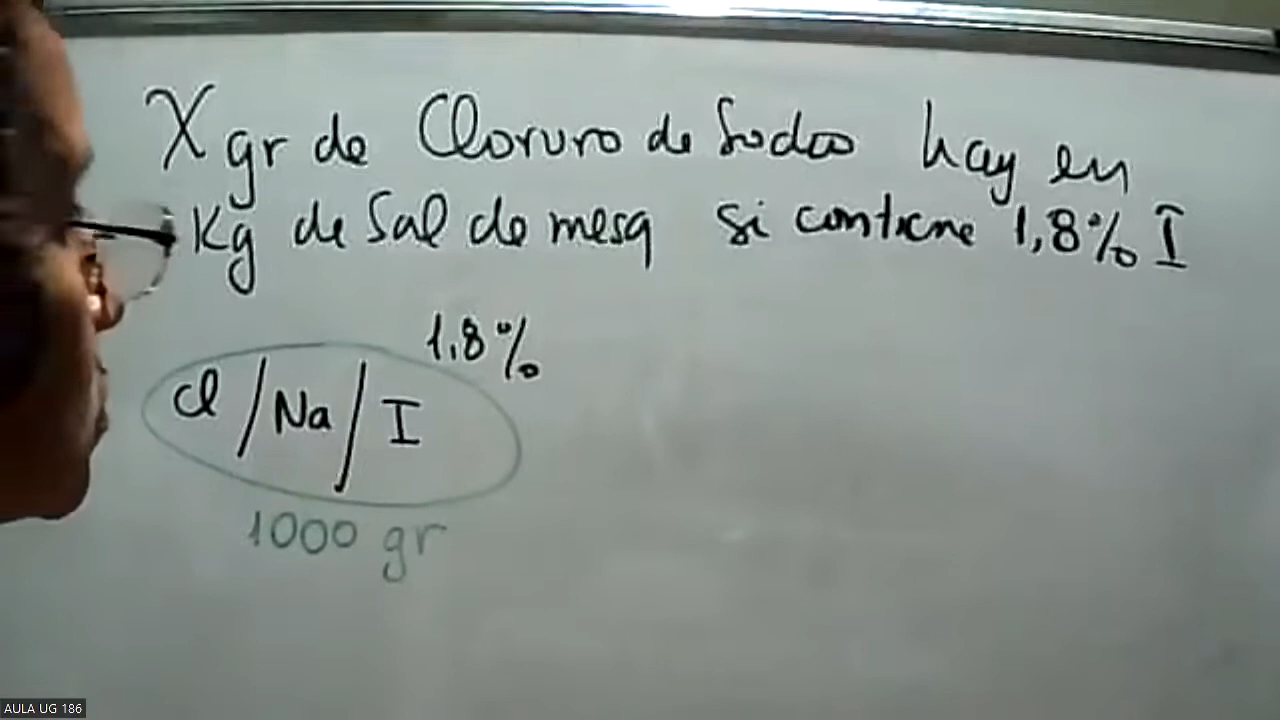 X gr de Cloruro de Sodio hay en
Kg de Sal de mesa si contiene 1,8% I
1,8%
Cl / Na / I
1000 gr
AULA UG 186